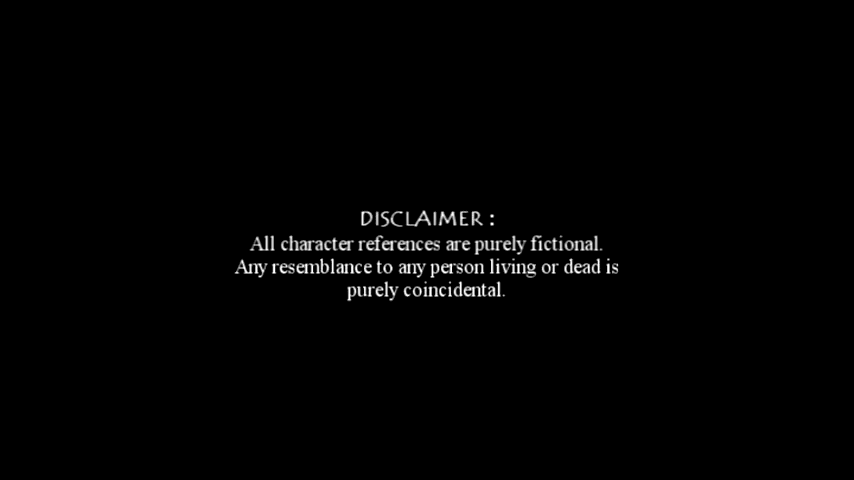 DISCLAIMER :
All character references are purely fictional.
Any resemblance to any person living or dead is
purely coincidental.